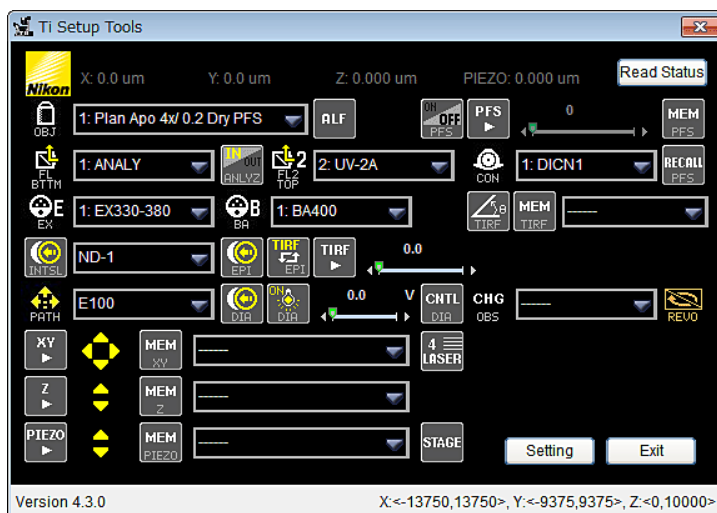 Ti Setup Tools
Nikon X: 0.0 um Y: 0.0 um Z: 0.000 um PIEZO: 0.000 um Read Status
OBJ 1: Plan Apo 4x/ 0.2 Dry PFS ALF ON OFF PFS PFS 0 MEM PFS
FL BTTM 1: ANALY IN OUT ANLYZ FL2 TOP 2 2: UV-2A CON 1: DICN1 RECALL PFS
E EX 1: EX330-380 B BA 1: BA400 θ TIRF MEM TIRF -----
INTSL ND-1 EPI TIRF EPI TIRF 0.0
PATH E100 DIA ON DIA 0.0 V CNTL DIA CHG OBS ----- REVO
XY MEM XY ----- 4 LASER
Z MEM Z -----
PIEZO MEM PIEZO ----- STAGE Setting Exit
Version 4.3.0 X:<-13750,13750>, Y:<-9375,9375>, Z:<0,10000>